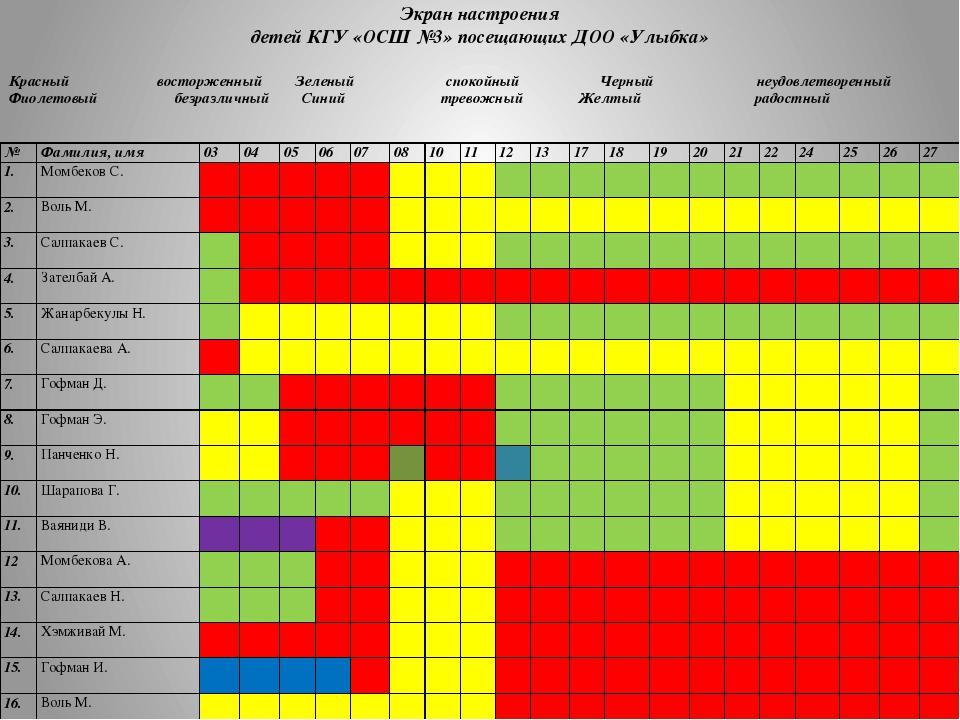 Экран настроения
детей КГУ «ОСШ №3» посещающих ДОО «Улыбка»
Красный восторженный Зеленый спокойный Черный неудовлетворенный
Фиолетовый безразличный Синий тревожный Желтый радостный
№ Фамилия, имя 03 04 05 06 07 08 10 11 12 13 17 18 19 20 21 22 24 25 26 27
1. Момбеков С.
2. Воль М.
3. Салпакаев С.
4. Зателбай А.
5. Жанарбекулы Н.
6. Салпакаева А.
7. Гофман Д.
8. Гофман Э.
9. Панченко Н.
10. Шарапова Г.
11. Ваяниди В.
12 Момбекова А.
13. Салпакаев Н.
14. Хэмживай М.
15. Гофман И.
16. Воль М.